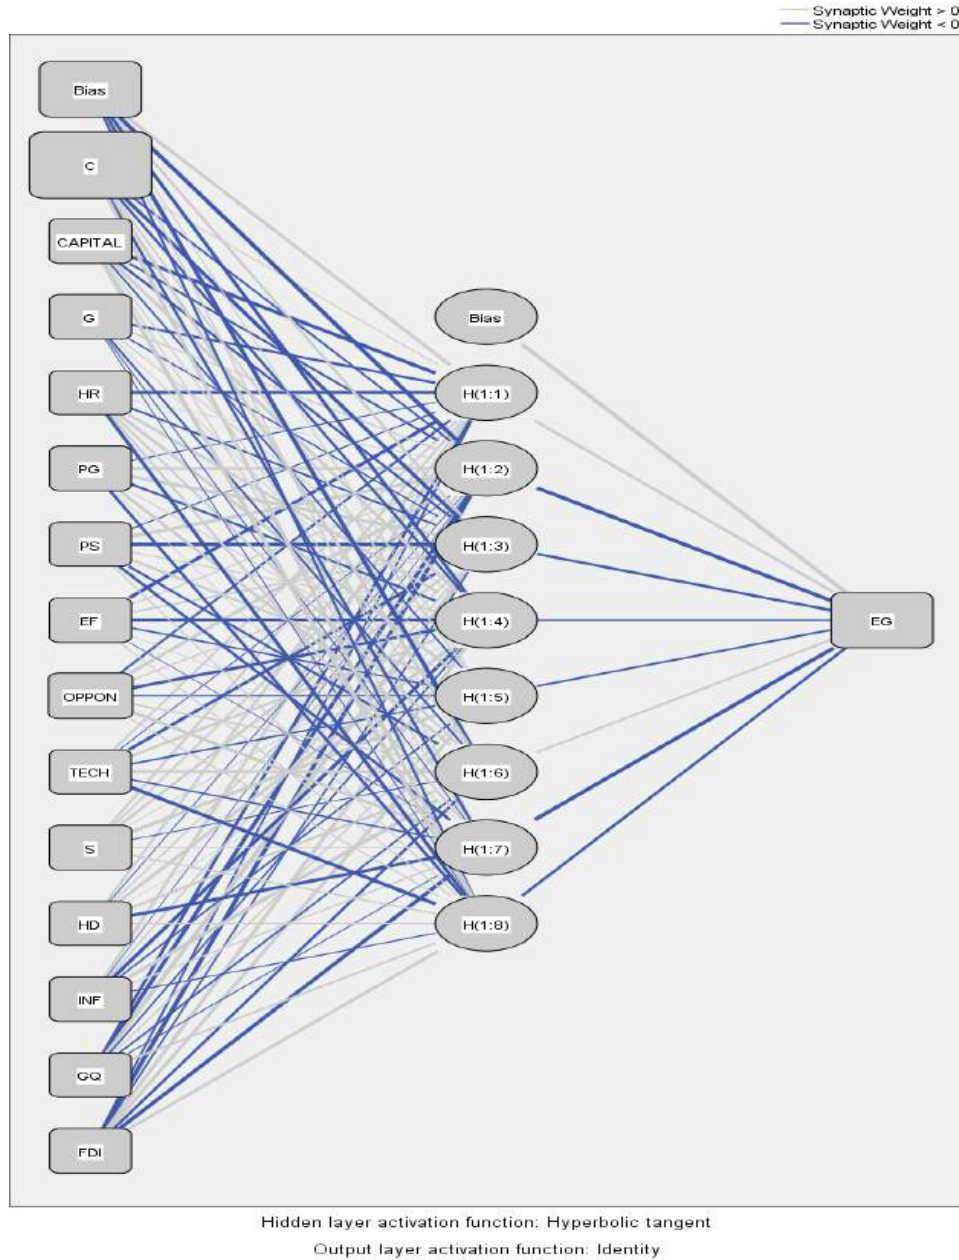 Synaptic Weight > 0
Synaptic Weight < 0
Bias
C
CAPITAL
G
HR
PG
PS
EF
OPPON
TECH
S
HD
INF
GQ
FDI
Bias
H(1:1)
H(1:2)
H(1:3)
H(1:4)
H(1:5)
H(1:6)
H(1:7)
H(1:8)
EG
Hidden layer activation function: Hyperbolic tangent
Output layer activation function: Identity